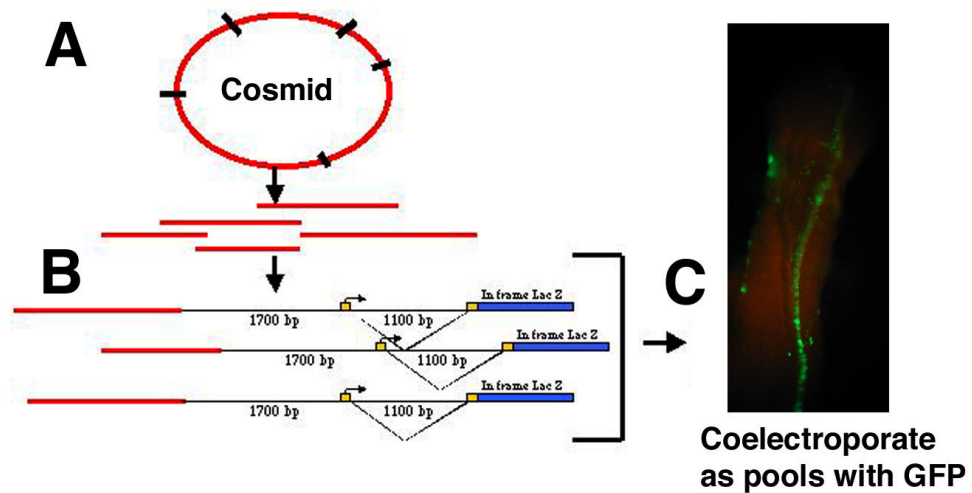 A
Cosmid
B
In frame Lac Z
1700 bp
1100 bp
In frame Lac Z
1700 bp
1100 bp
In frame Lac Z
1700 bp
1100 bp
C
Coelectroporate
as pools with GFP